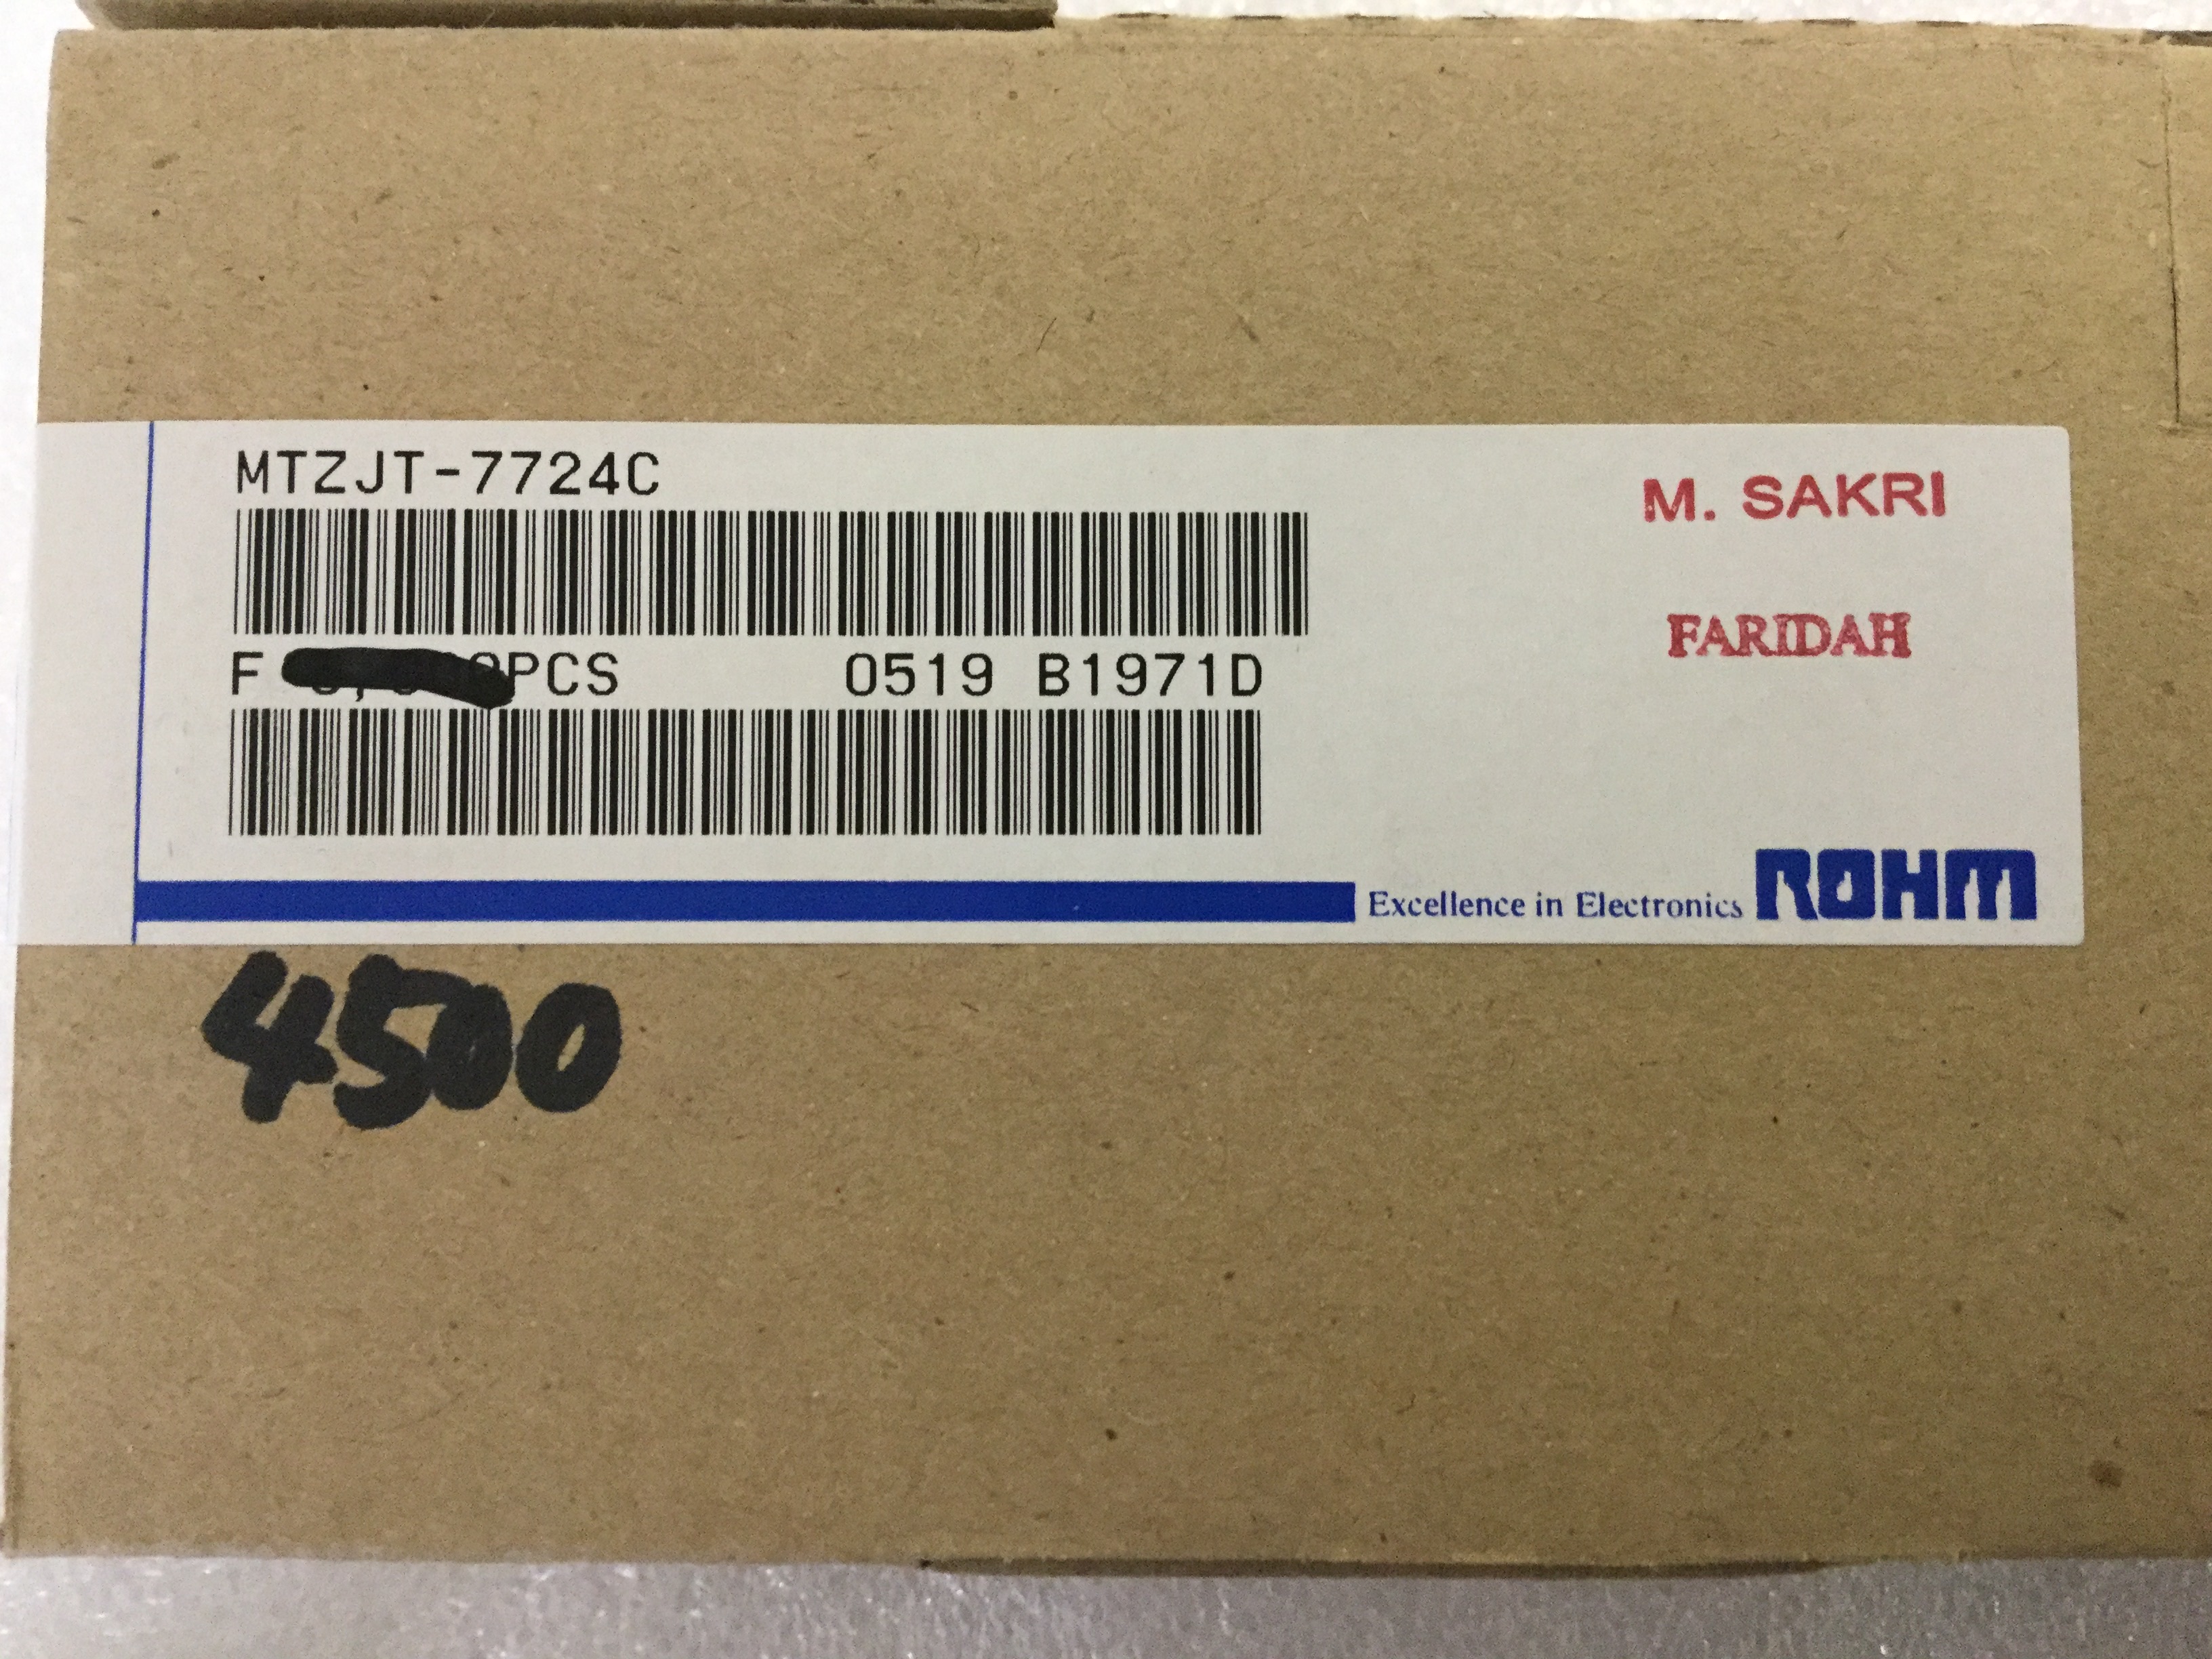 MTZJT-7724C
M. SAKRI
FARIDAH
F PCS 0519 B1971D
Excellence in Electronics ROHM
4500